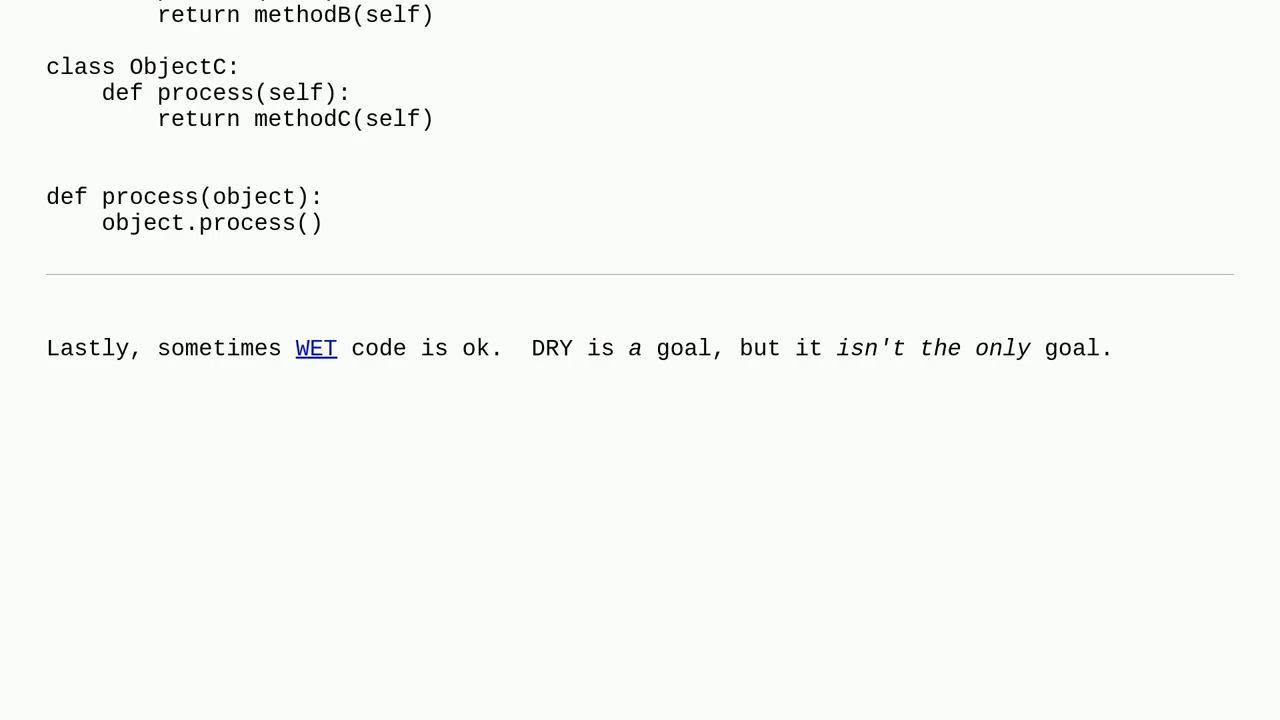 return methodB(self)

class ObjectC:
    def process(self):
        return methodC(self)

def process(object):
    object.process()

Lastly, sometimes WET code is ok.  DRY is a goal, but it isn't the only goal.